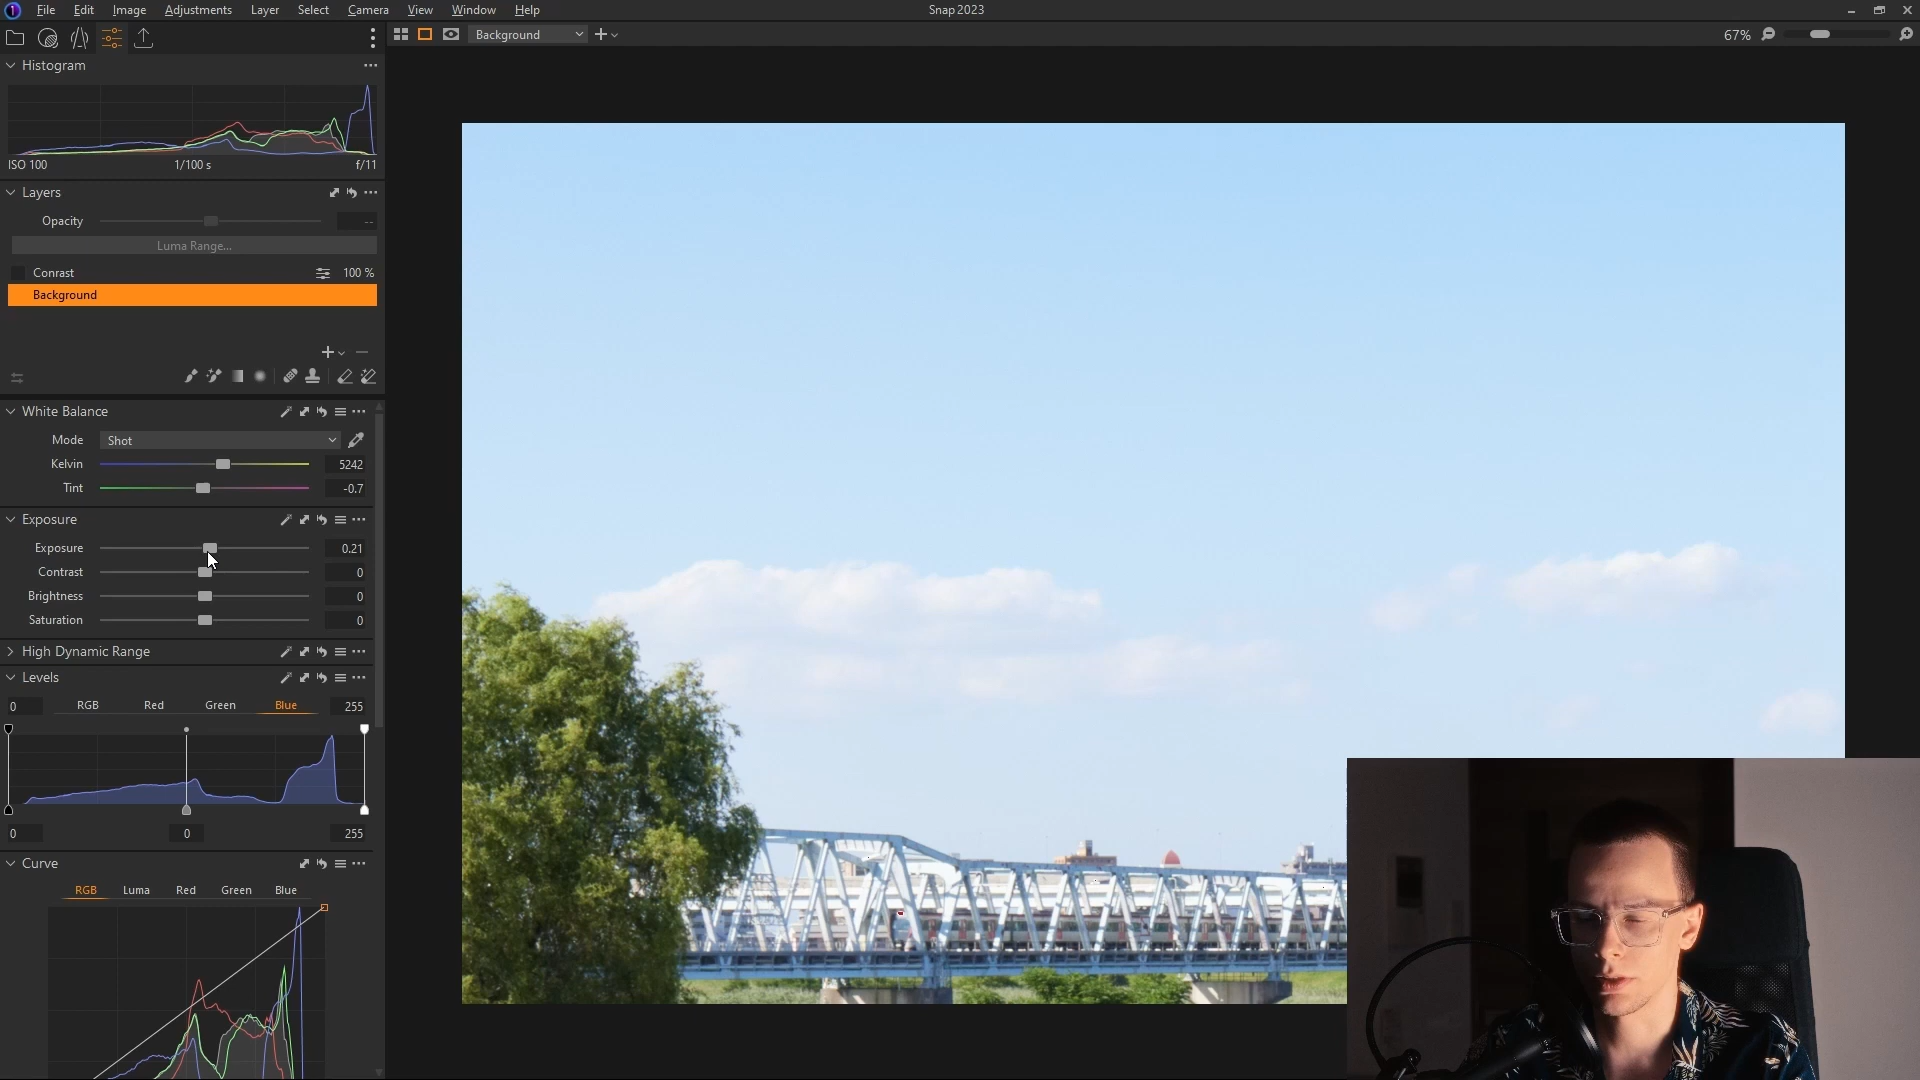 File Edit Image Adjustments Layer Select Camera View Window Help Snap 2023
Background 67%
Histogram
ISO 100 1/100 s f/11
Layers
Opacity --
Luma Range...
Conrast 100 %
Background
White Balance
Mode Shot
Kelvin 5242
Tint -0.7
Exposure
Exposure 0.21
Contrast 0
Brightness 0
Saturation 0
High Dynamic Range
Levels
0 RGB Red Green Blue 255
0 0 255
Curve
RGB Luma Red Green Blue